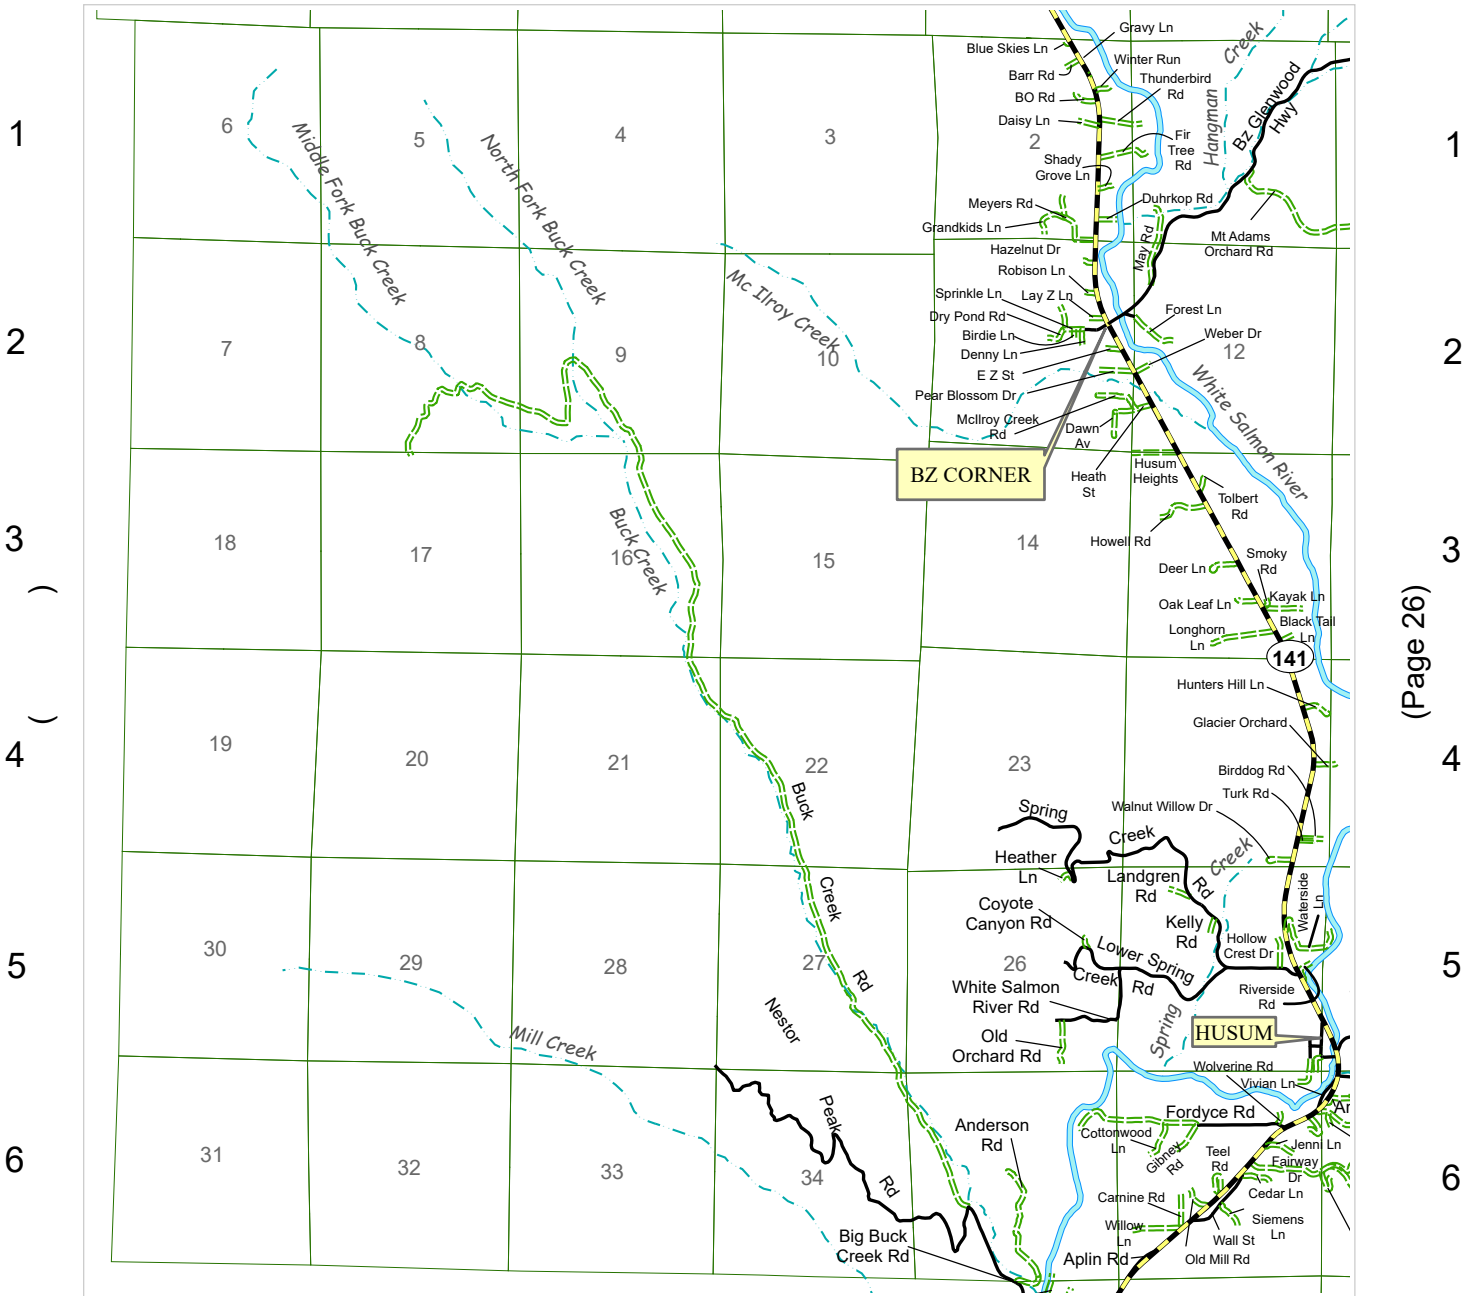 Gravy Ln
Blue Skies Ln
Winter Run
Barr Rd
Thunderbird
Rd
BO Rd
Daisy Ln
Fir
Tree
Rd
Shady
Grove Ln
Hangman Creek
Bz Glenwood
Hwy
1
6
5
4
3
2
1
Middle Fork Buck Creek
North Fork Buck Creek
Meyers Rd
Duhrkop Rd
Grandkids Ln
Mt Adams
Orchard Rd
May Rd
Hazelnut Dr
Robison Ln
Mc Ilroy Creek
Sprinkle Ln
Lay Z Ln
Dry Pond Rd
Forest Ln
Birdie Ln
Weber Dr
Denny Ln
2
7
8
9
10
12
2
E Z St
Pear Blossom Dr
White Salmon River
McIlroy Creek
Rd
Dawn
Av
BZ CORNER
Heath
St
Husum
Heights
Tolbert
Rd
Howell Rd
3
18
17
16
15
14
3
Buck Creek
Smoky
Rd
Deer Ln
Kayak Ln
Oak Leaf Ln
Black Tail
Ln
Longhorn
Ln
141
(
)
(Page 26)
Hunters Hill Ln
Glacier Orchard
4
19
20
21
22
23
4
Birddog Rd
Turk Rd
Walnut Willow Dr
Buck
Creek
Rd
Spring
Creek
Rd
Creek
Heather
Ln
Landgren
Rd
Waterside
Ln
Coyote
Canyon Rd
Kelly
Rd
Hollow
Crest Dr
5
30
29
28
27
26
5
Lower Spring
Creek Rd
White Salmon
River Rd
Riverside
Rd
Spring
HUSUM
H
Old
Orchard Rd
Mill Creek
Nestor
Peak
Rd
Wolverine Rd
Vivian Ln
Fordyce Rd
Ar
Anderson
Rd
Cottonwood
Ln
Gibney
Rd
Jenni Ln
Teel
Rd
Fairway
Dr
6
31
32
33
34
6
Cedar Ln
Carnine Rd
Siemens
Ln
Willow
Ln
Wall St
Big Buck
Creek Rd
Aplin Rd
Old Mill Rd